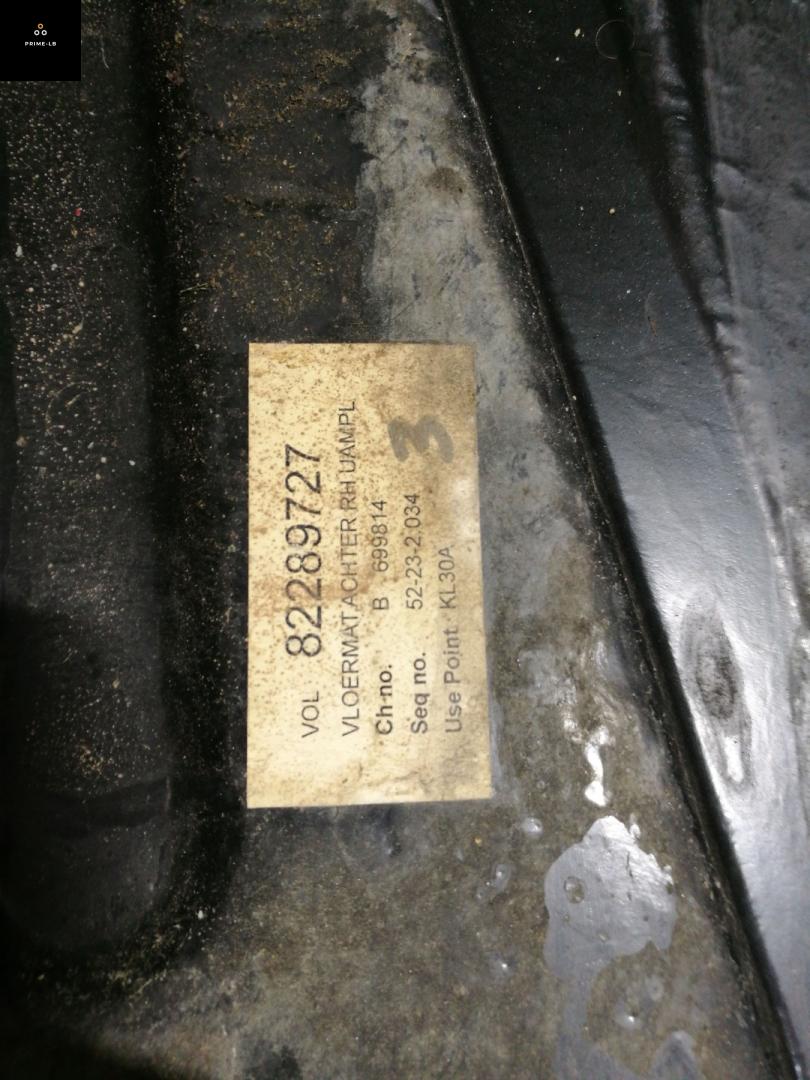 PRIME-LB
VOL 82289727
VLOERMAT ACHTER RH UAMPL
Ch-no. B 699814
Seq no. 52-23-2.034
Use Point KL30A
3